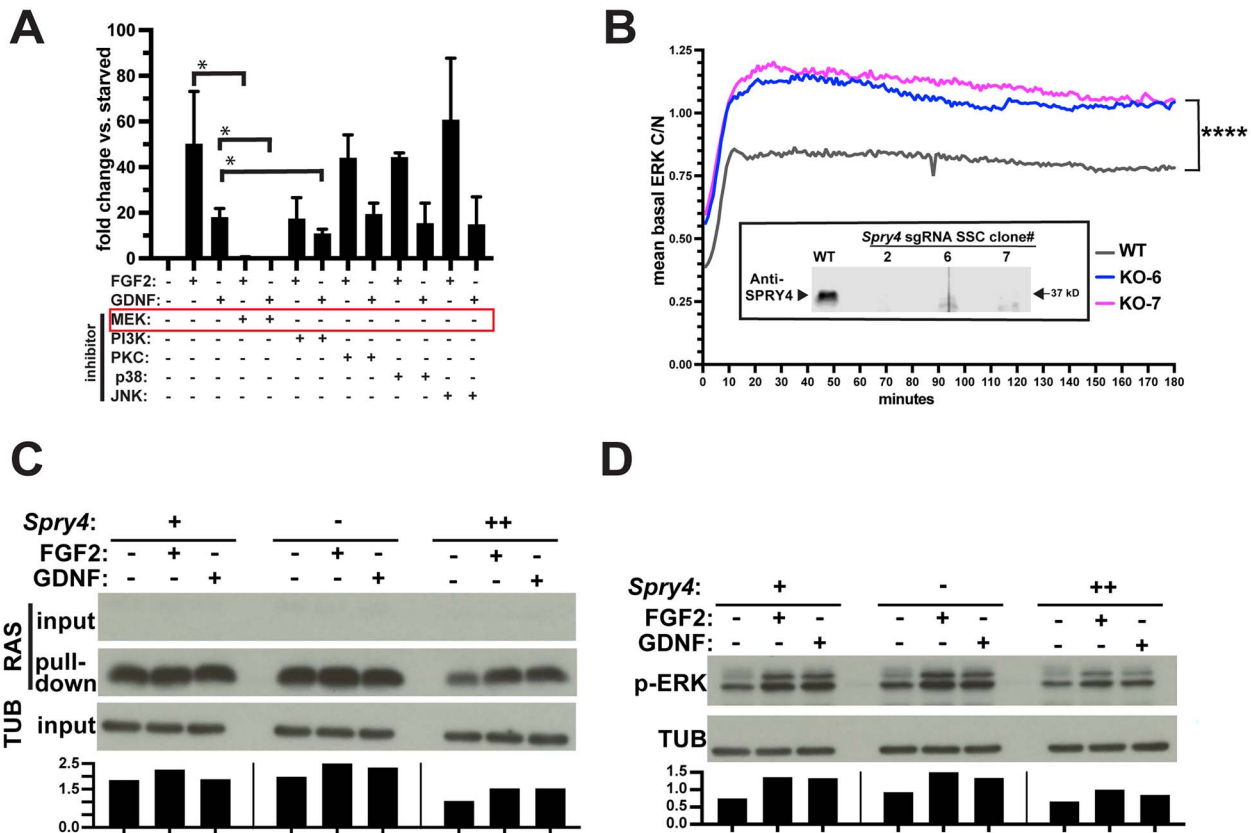 A
fold change vs. starved
100
80
60
40
20
0
*
*
*
FGF2: - + - + - + - + - + - + -
GDNF: - - + - + - + - + - + - +
MEK: - - - + + - - - - - - - -
PI3K: - - - - - + + - - - - - -
PKC: - - - - - - - + + - - - -
p38: - - - - - - - - - + + - -
JNK: - - - - - - - - - - - + +
inhibitor
B
mean basal ERK C/N
1.25
1.00
0.75
0.50
0.25
0.00
0 10 20 30 40 50 60 70 80 90 100 110 120 130 140 150 160 170 180
minutes
****
Spry4 sgRNA SSC clone#
WT 2 6 7
Anti-
SPRY4
37 kD
WT
KO-6
KO-7
C
Spry4: + - ++
FGF2: - + - - + - - + -
GDNF: - - + - - + - - +
RAS
input
pull-
down
TUB
input
2.5
1.5
0.0
D
Spry4: + - ++
FGF2: - + - - + - - + -
GDNF: - - + - - + - - +
p-ERK
TUB
1.5
1.0
0.5
0.0